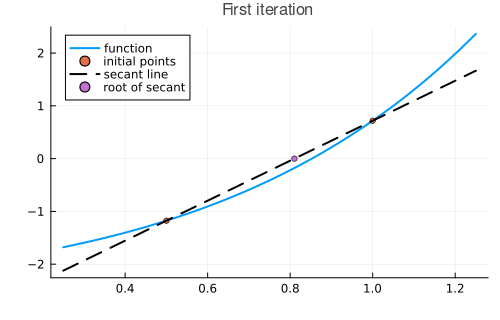 First iteration
function
initial points
secant line
root of secant
2
1
0
−1
−2
0.4 0.6 0.8 1.0 1.2